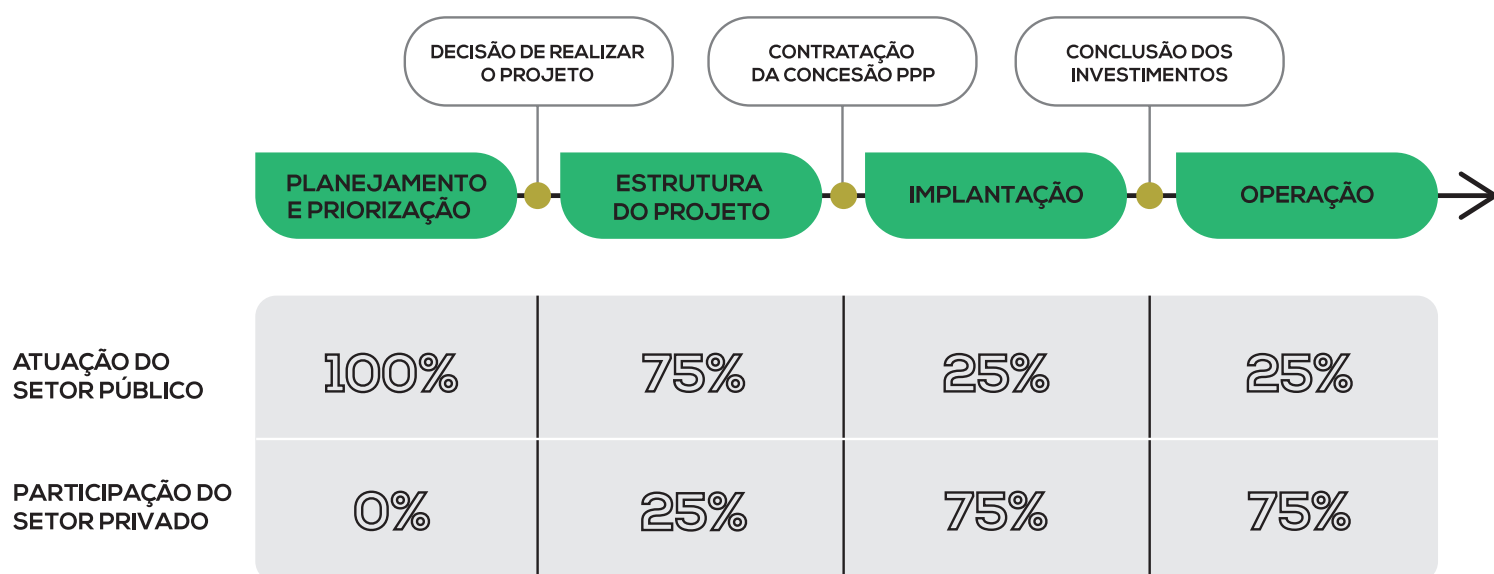 DECISÃO DE REALIZAR
O PROJETO
CONTRATAÇÃO
DA CONCESÃO PPP
CONCLUSÃO DOS
INVESTIMENTOS
PLANEJAMENTO
E PRIORIZAÇÃO
ESTRUTURA
DO PROJETO
IMPLANTAÇÃO
OPERAÇÃO
ATUAÇÃO DO
SETOR PÚBLICO
100%
75%
25%
25%
PARTICIPAÇÃO DO
SETOR PRIVADO
0%
25%
75%
75%